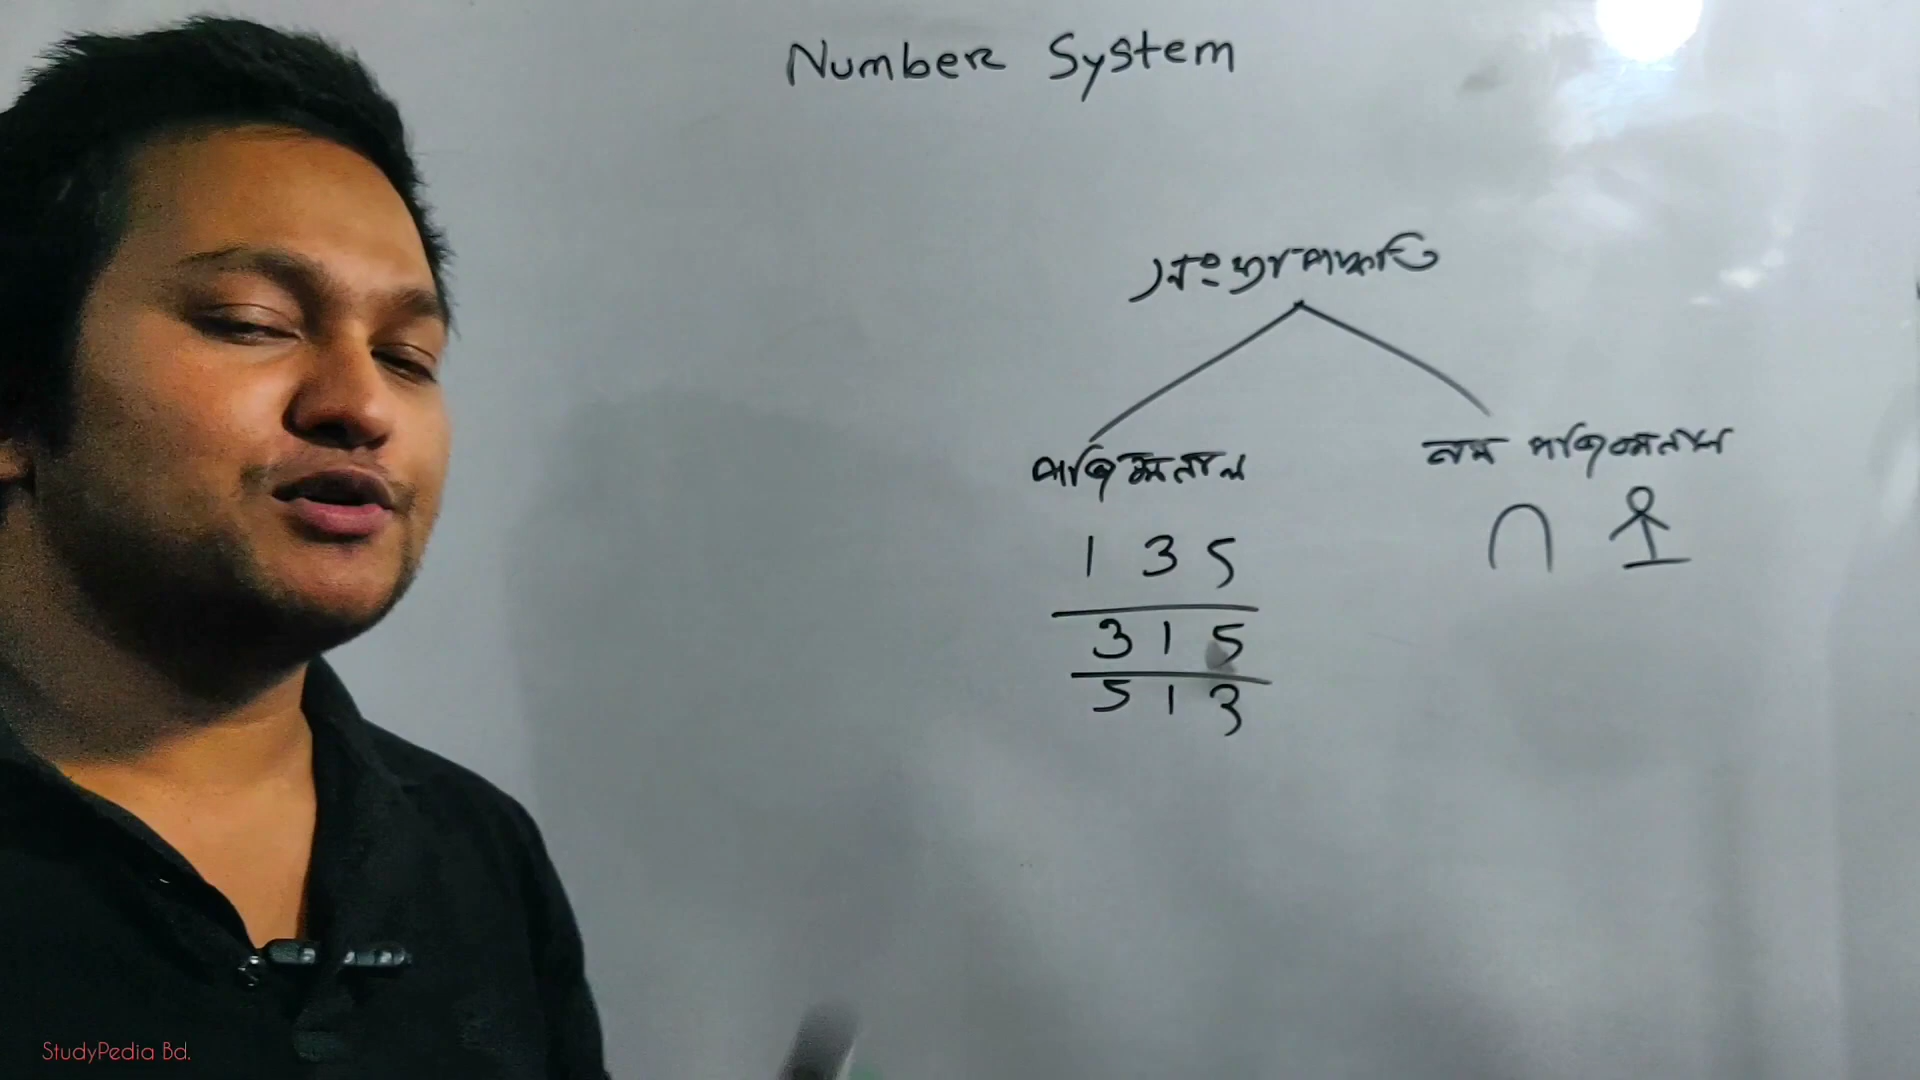 Number System
সংখ্যা পদ্ধতি
পজিশনাল
নন পজিশনাল
1 3 5
3 1 5
5 1 3
StudyPedia Bd.